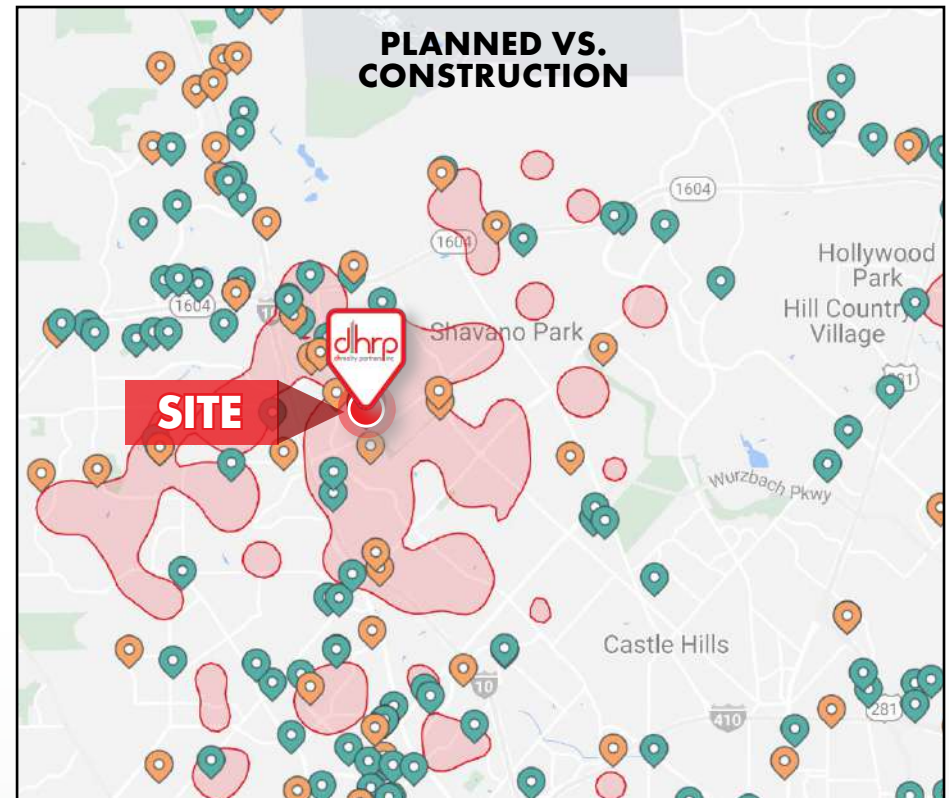 PLANNED VS.
CONSTRUCTION
1604
1604
Hollywood
Park
1604
Hill Country
Village
Shavano Park
dhrp
281
SITE
Wurzbach Pkwy
Castle Hills
10
281
410